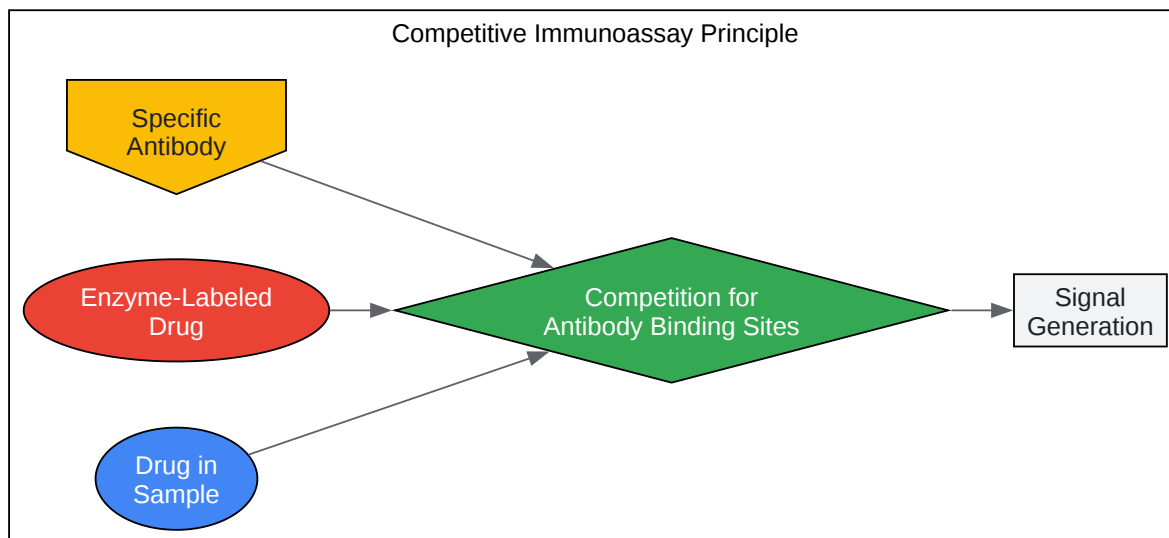 Competitive Immunoassay Principle
Specific
Antibody
Enzyme-Labeled
Drug
Competition for
Antibody Binding Sites
Signal
Generation
Drug in
Sample